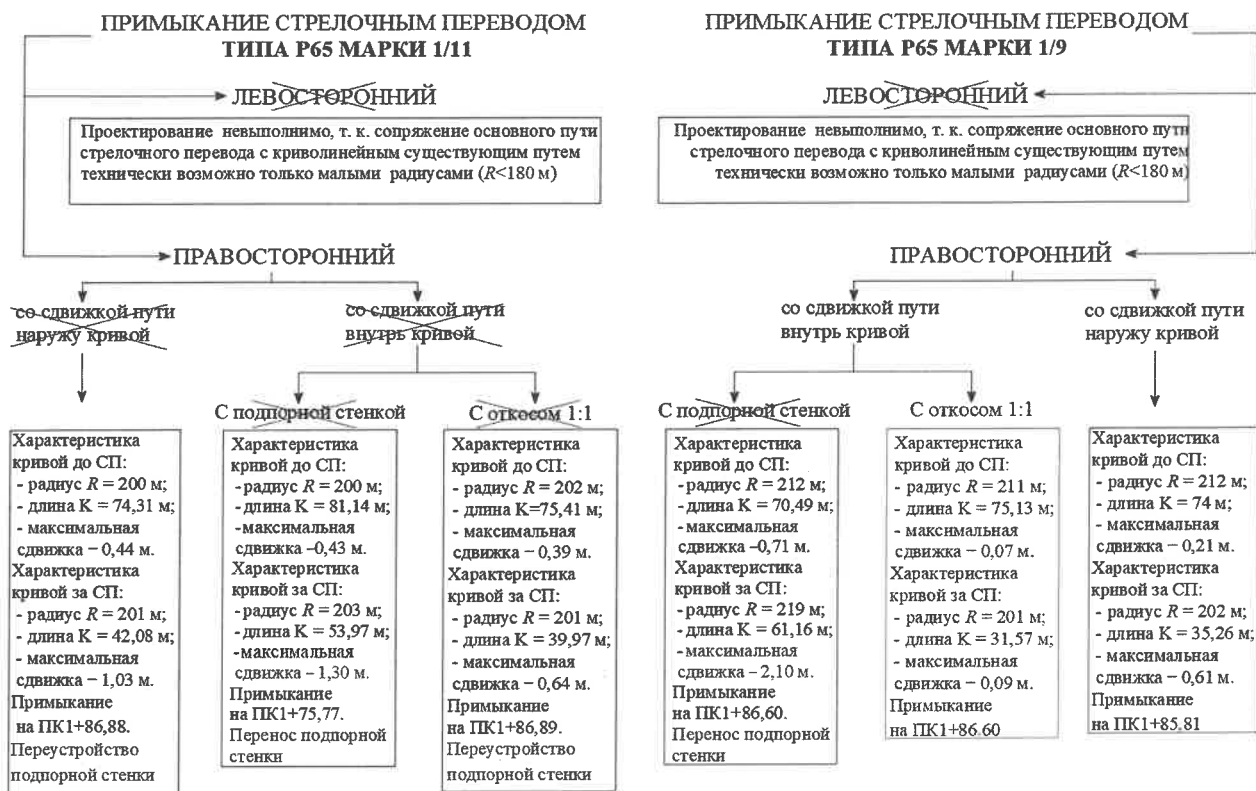 ПРИМЫКАНИЕ СТРЕЛОЧНЫМ ПЕРЕВОДОМ
ТИПА Р65 МАРКИ 1/11
ЛЕВОСТОРОННИЙ
Проектирование невыполнимо, т. к. сопряжение основного пути
стрелочного перевода с криволинейным существующим путем
технически возможно только малыми радиусами (R<180 м)
ПРАВОСТОРОННИЙ
со сдвижкой пути
наружу кривой
со сдвижкой пути
внутрь кривой
С подпорной стенкой
С откосом 1:1
Характеристика
кривой до СП:
- радиус R = 200 м;
- длина К = 74,31 м;
- максимальная
сдвижка – 0,44 м.
Характеристика
кривой за СП:
- радиус R = 201 м;
- длина К = 42,08 м;
- максимальная
сдвижка – 1,03 м.
Примыкание
на ПК1+86,88.
Переустройство
подпорной стенки
Характеристика
кривой до СП:
-радиус R = 200 м;
-длина К = 81,14 м;
-максимальная
сдвижка –0,43 м.
Характеристика
кривой за СП:
-радиус R = 203 м;
-длина К = 53,97 м;
-максимальная
сдвижка – 1,30 м.
Примыкание
на ПК1+75,77.
Перенос подпорной
стенки
Характеристика
кривой до СП:
- радиус R = 202 м;
- длина К=75,41 м;
- максимальная
сдвижка – 0,39 м.
Характеристика
кривой за СП:
- радиус R = 201 м;
- длина К = 39,97 м;
- максимальная
сдвижка – 0,64 м.
Примыкание
на ПК1+86,89.
Переустройство
подпорной стенки
ПРИМЫКАНИЕ СТРЕЛОЧНЫМ ПЕРЕВОДОМ
ТИПА Р65 МАРКИ 1/9
ЛЕВОСТОРОННИЙ
Проектирование невыполнимо, т. к. сопряжение основного пути
стрелочного перевода с криволинейным существующим путем
технически возможно только малыми радиусами (R<180 м)
ПРАВОСТОРОННИЙ
со сдвижкой пути
внутрь кривой
со сдвижкой пути
наружу кривой
С подпорной стенкой
С откосом 1:1
Характеристика
кривой до СП:
-радиус R = 212 м;
- длина К = 70,49 м;
-максимальная
сдвижка –0,71 м.
Характеристика
кривой за СП:
-радиус R = 219 м;
-длина К = 61,16 м;
-максимальная
сдвижка – 2,10 м.
Примыкание
на ПК1+86,60.
Перенос подпорной
стенки
Характеристика
кривой до СП:
- радиус R = 211 м;
- длина К = 75,13 м;
- максимальная
сдвижка – 0,07 м.
Характеристика
кривой за СП:
- радиус R = 201 м;
- длина К = 31,57 м;
- максимальная
сдвижка – 0,09 м.
Примыкание
на ПК1+86.60
Характеристика
кривой до СП:
- радиус R = 212 м;
- длина К = 74 м;
- максимальная
сдвижка – 0,21 м.
Характеристика
кривой за СП:
- радиус R = 202 м;
- длина К = 35,26 м;
- максимальная
сдвижка – 0,61 м.
Примыкание
на ПК1+85.81